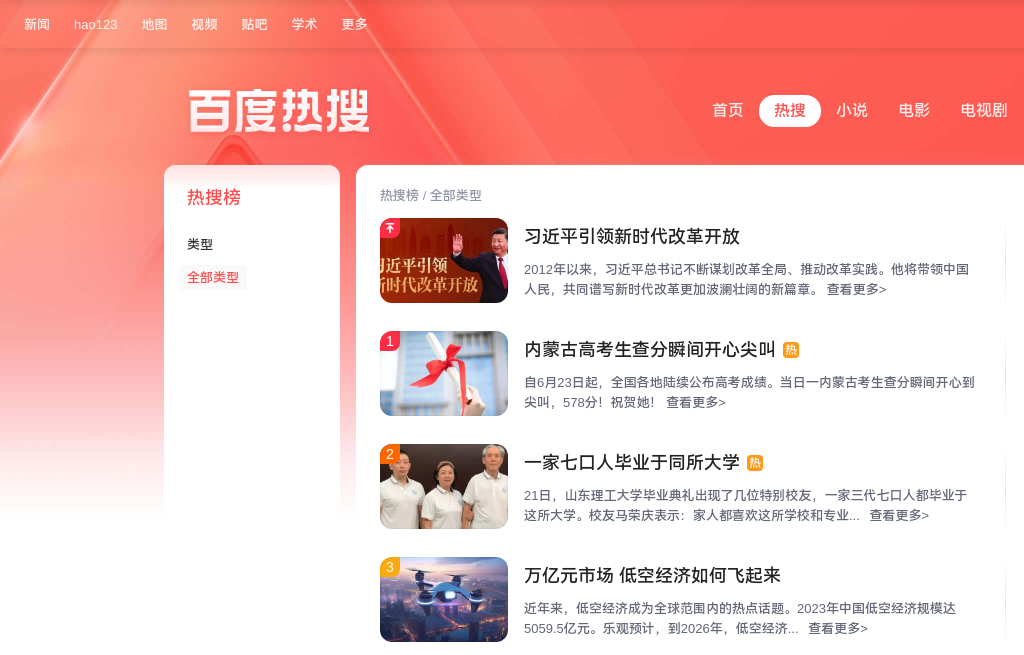 新闻 hao123 地图 视频 贴吧 学术 更多
百度热搜
首页 热搜 小说 电影 电视剧
热搜榜
类型
全部类型
热搜榜 / 全部类型
习近平引领
新时代改革开放
习近平引领新时代改革开放
2012年以来，习近平总书记不断谋划改革全局、推动改革实践。他将带领中国
人民，共同谱写新时代改革更加波澜壮阔的新篇章。 查看更多>
1
内蒙古高考生查分瞬间开心尖叫 热
自6月23日起，全国各地陆续公布高考成绩。当日一内蒙古考生查分瞬间开心到
尖叫，578分！祝贺她！ 查看更多>
2
一家七口人毕业于同所大学 热
21日，山东理工大学毕业典礼出现了几位特别校友，一家三代七口人都毕业于
这所大学。校友马荣庆表示：家人都喜欢这所学校和专业... 查看更多>
3
万亿元市场 低空经济如何飞起来
近年来，低空经济成为全球范围内的热点话题。2023年中国低空经济规模达
5059.5亿元。乐观预计，到2026年，低空经济... 查看更多>